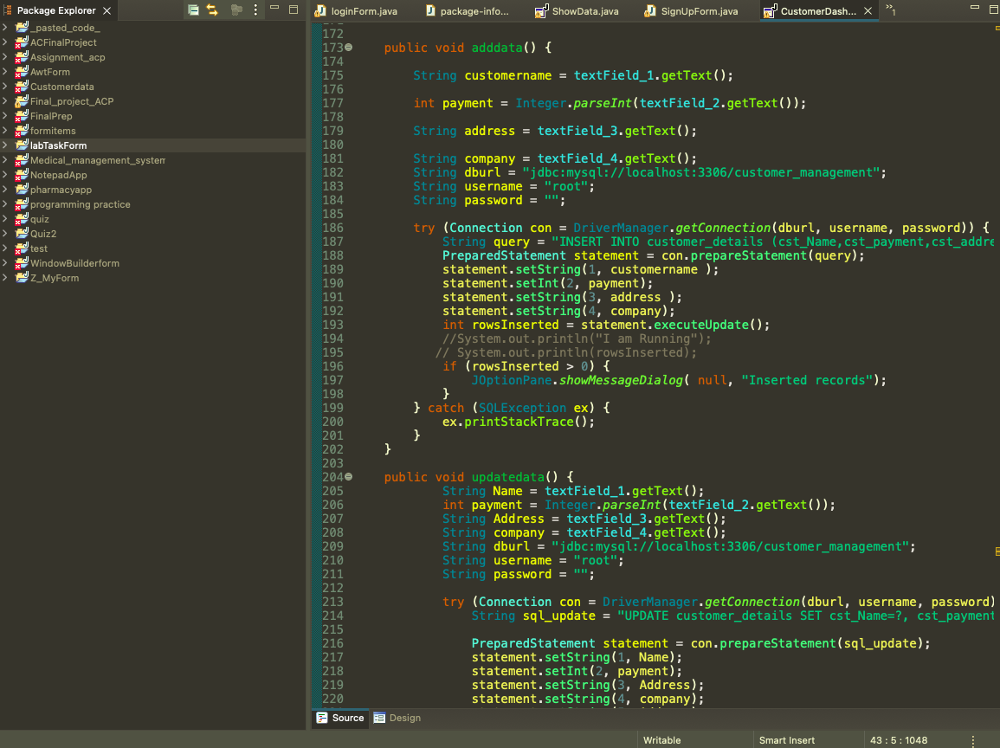 Package Explorer
loginForm.java
package-info...
ShowData.java
SignUpForm.java
CustomerDash...
»1
_pasted_code_
ACFinalProject
Assignment_acp
AwtForm
Customerdata
Final_project_ACP
FinalPrep
formitems
labTaskForm
Medical_management_system
NotepadApp
pharmacyapp
programming practice
quiz
Quiz2
test
WindowBuilderform
Z_MyForm
172
173 public void adddata() {
174
175 String customername = textField_1.getText();
176
177 int payment = Integer.parseInt(textField_2.getText());
178
179 String address = textField_3.getText();
180
181 String company = textField_4.getText();
182 String dburl = "jdbc:mysql://localhost:3306/customer_management";
183 String username = "root";
184 String password = "";
185
186 try (Connection con = DriverManager.getConnection(dburl, username, password)) {
187 String query = "INSERT INTO customer_details (cst_Name,cst_payment,cst_addre
188 PreparedStatement statement = con.prepareStatement(query);
189 statement.setString(1, customername );
190 statement.setInt(2, payment);
191 statement.setString(3, address );
192 statement.setString(4, company);
193 int rowsInserted = statement.executeUpdate();
194 //System.out.println("I am Running");
195 // System.out.println(rowsInserted);
196 if (rowsInserted > 0) {
197 JOptionPane.showMessageDialog( null, "Inserted records");
198 }
199 } catch (SQLException ex) {
200 ex.printStackTrace();
201 }
202 }
203
204 public void updatedata() {
205 String Name = textField_1.getText();
206 int payment = Integer.parseInt(textField_2.getText());
207 String Address = textField_3.getText();
208 String company = textField_4.getText();
209 String dburl = "jdbc:mysql://localhost:3306/customer_management";
210 String username = "root";
211 String password = "";
212
213 try (Connection con = DriverManager.getConnection(dburl, username, password)
214 String sql_update = "UPDATE customer_details SET cst_Name=?, cst_payment
215
216 PreparedStatement statement = con.prepareStatement(sql_update);
217 statement.setString(1, Name);
218 statement.setInt(2, payment);
219 statement.setString(3, Address);
220 statement.setString(4, company);
Source
Design
Writable
Smart Insert
43 : 5 : 1048